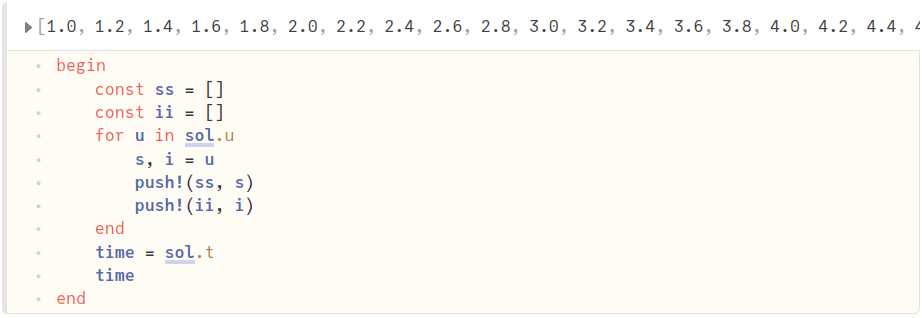 [1.0, 1.2, 1.4, 1.6, 1.8, 2.0, 2.2, 2.4, 2.6, 2.8, 3.0, 3.2, 3.4, 3.6, 3.8, 4.0, 4.2, 4.4,
begin
    const ss = []
    const ii = []
    for u in sol.u
        s, i = u
        push!(ss, s)
        push!(ii, i)
    end
    time = sol.t
    time
end